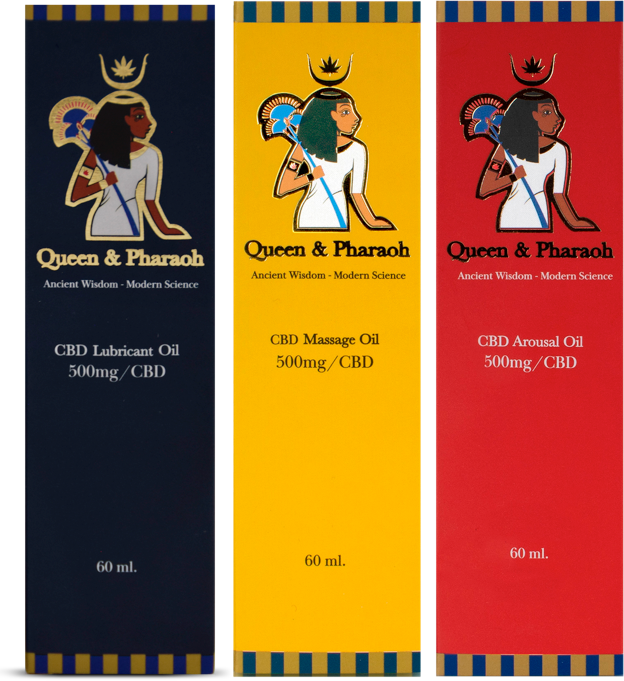 Queen & Pharaoh
Ancient Wisdom - Modern Science
CBD Lubricant Oil
500mg/CBD
60 ml.
Queen & Pharaoh
Ancient Wisdom - Modern Science
CBD Massage Oil
500mg/CBD
60 ml.
Queen & Pharaoh
Ancient Wisdom - Modern Science
CBD Arousal Oil
500mg/CBD
60 ml.